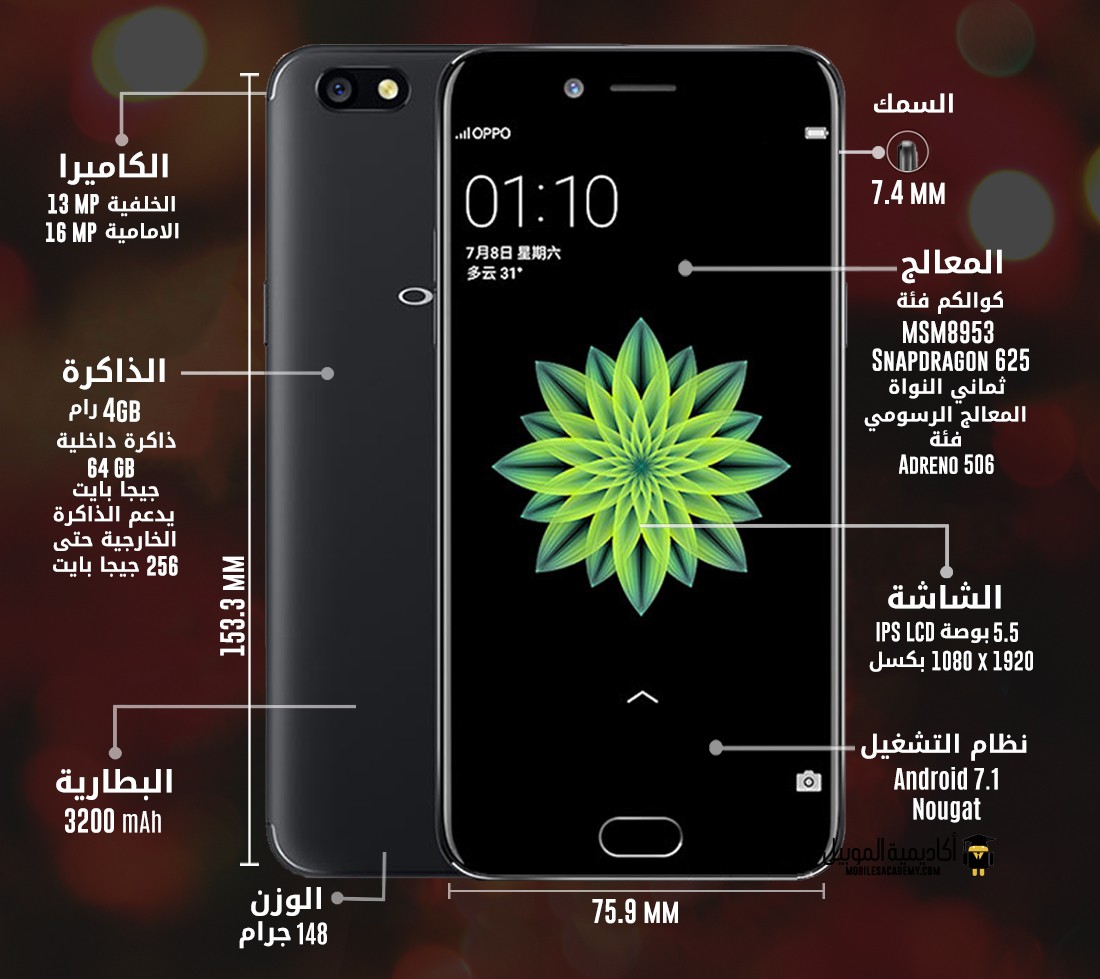 السمك
7.4 MM
الكاميرا
الخلفية 13 MP
الامامية 16 MP
OPPO
01:10
7月8日 星期六
多云 31°
المعالج
كوالكم فئة
MSM8953
SNAPDRAGON 625
ثماني النواة
المعالج الرسومي
فئة
ADRENO 506
الذاكرة
4GB رام
ذاكرة داخلية
64 GB
جيجا بايت
يدعم الذاكرة
الخارجية حتى
256 جيجا بايت
153.3 MM
الشاشة
5.5 بوصة IPS LCD
1080 x 1920 بكسل
نظام التشغيل
Android 7.1
Nougat
البطارية
3200 mAh
أكاديمية الموبيل
MOBILESACADEMY.COM
الوزن
148 جرام
75.9 MM